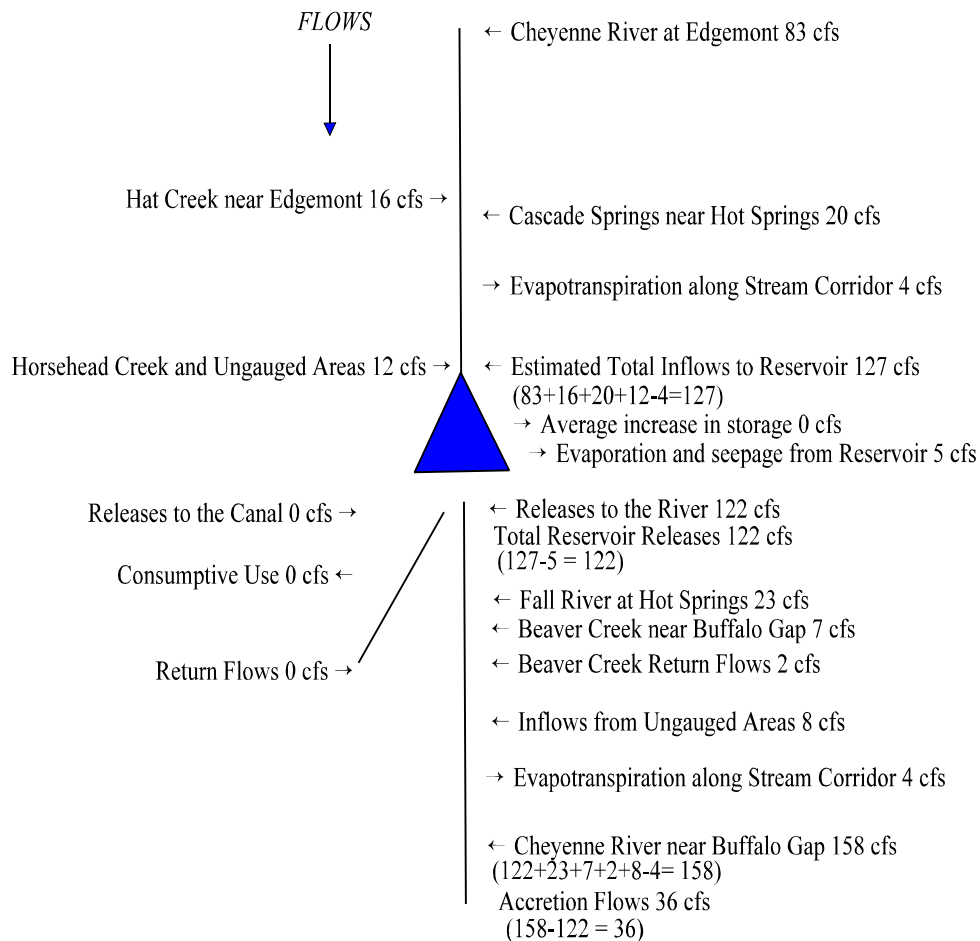 FLOWS
← Cheyenne River at Edgemont 83 cfs
Hat Creek near Edgemont 16 cfs →
← Cascade Springs near Hot Springs 20 cfs
→ Evapotranspiration along Stream Corridor 4 cfs
Horsehead Creek and Ungauged Areas 12 cfs →
← Estimated Total Inflows to Reservoir 127 cfs
(83+16+20+12-4=127)
→ Average increase in storage 0 cfs
→ Evaporation and seepage from Reservoir 5 cfs
Releases to the Canal 0 cfs →
← Releases to the River 122 cfs
Total Reservoir Releases 122 cfs
(127-5 = 122)
Consumptive Use 0 cfs ←
← Fall River at Hot Springs 23 cfs
← Beaver Creek near Buffalo Gap 7 cfs
Return Flows 0 cfs →
← Beaver Creek Return Flows 2 cfs
← Inflows from Ungauged Areas 8 cfs
→ Evapotranspiration along Stream Corridor 4 cfs
← Cheyenne River near Buffalo Gap 158 cfs
(122+23+7+2+8-4= 158)
Accretion Flows 36 cfs
(158-122 = 36)